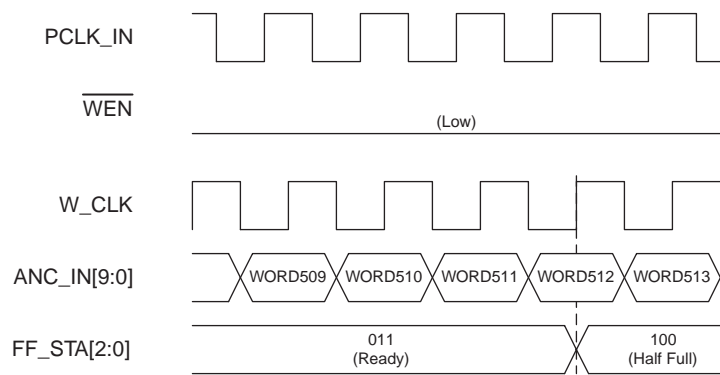 PCLK_IN
WEN
(Low)
W_CLK
ANC_IN[9:0]
WORD509 WORD510 WORD511 WORD512 WORD513
FF_STA[2:0]
011
(Ready)
100
(Half Full)